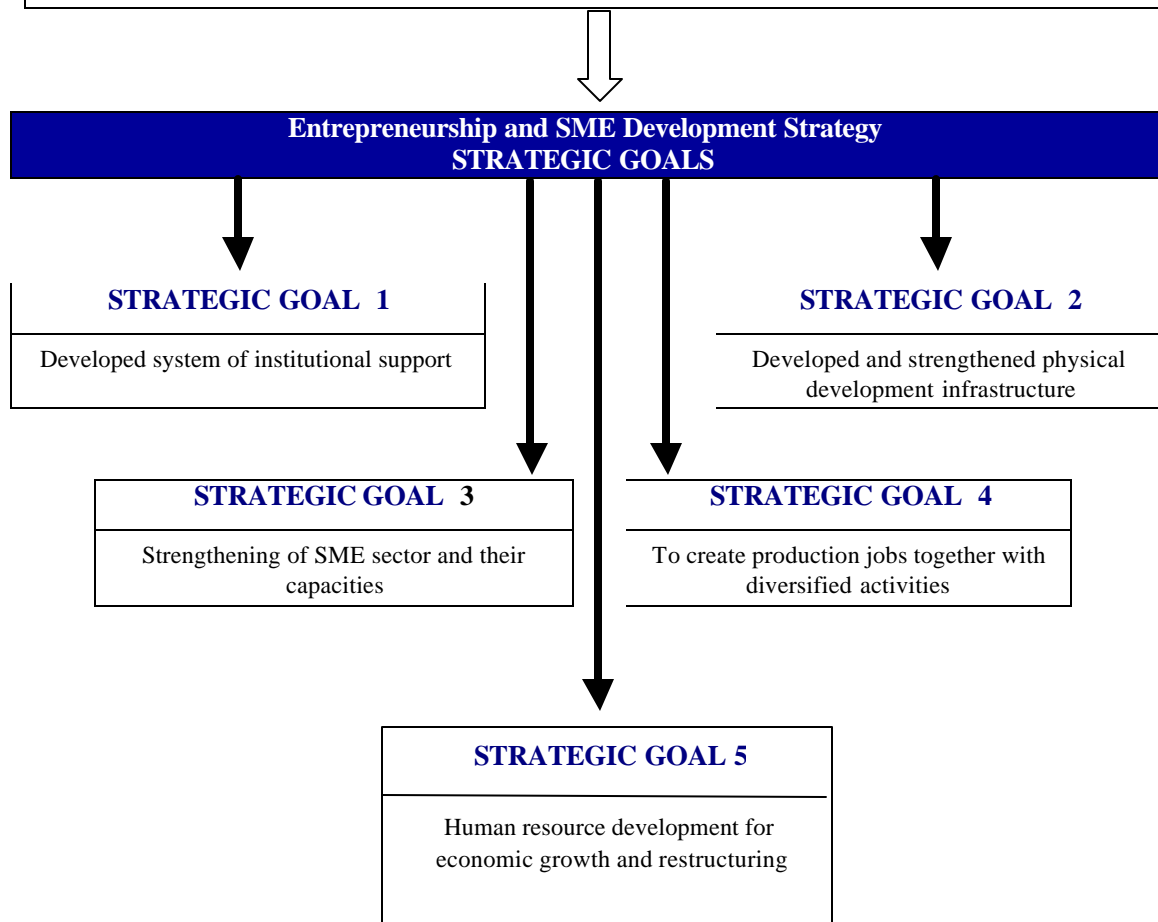 Entrepreneurship and SME Development Strategy
STRATEGIC GOALS
STRATEGIC GOAL 1
Developed system of institutional support
STRATEGIC GOAL 2
Developed and strengthened physical
development infrastructure
STRATEGIC GOAL 3
Strengthening of SME sector and their
capacities
STRATEGIC GOAL 4
To create production jobs together with
diversified activities
STRATEGIC GOAL 5
Human resource development for
economic growth and restructuring